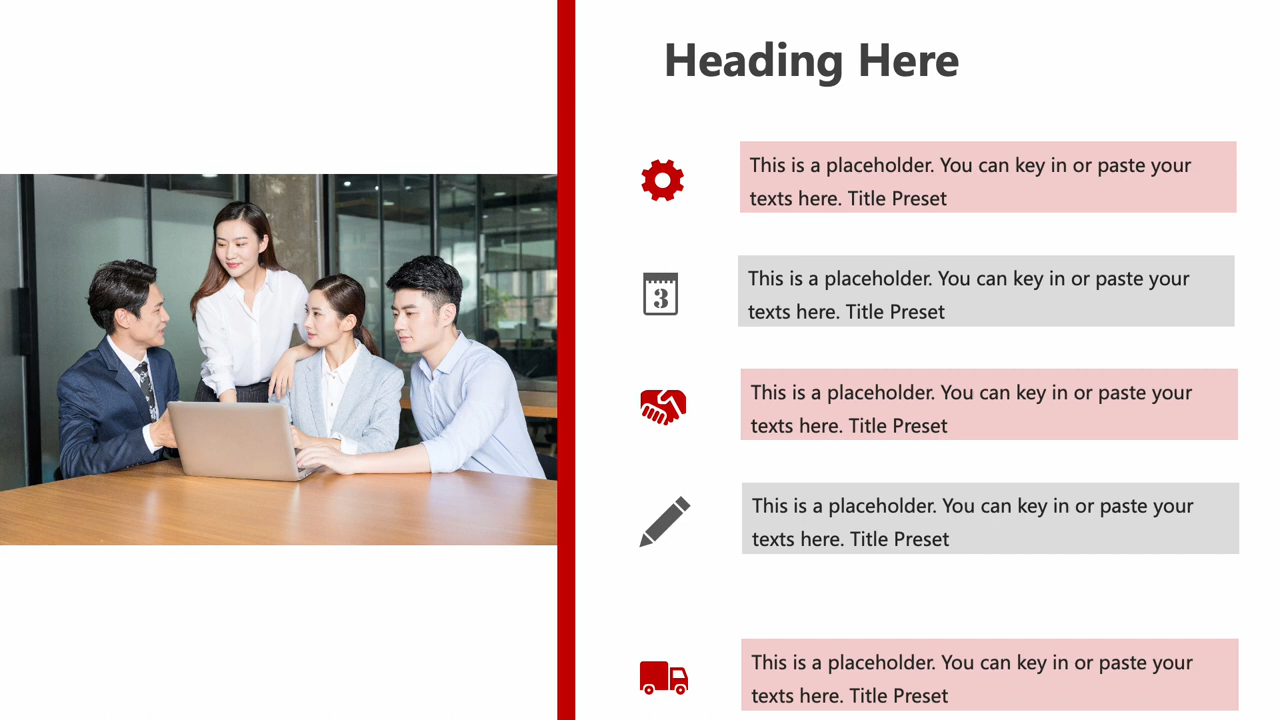 Heading Here
This is a placeholder. You can key in or paste your
texts here. Title Preset
3
This is a placeholder. You can key in or paste your
texts here. Title Preset
This is a placeholder. You can key in or paste your
texts here. Title Preset
This is a placeholder. You can key in or paste your
texts here. Title Preset
This is a placeholder. You can key in or paste your
texts here. Title Preset